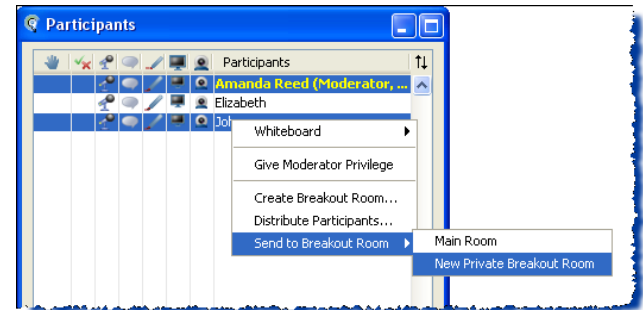 Participants
Participants
Amanda Reed (Moderator, ...
Elizabeth
Joh
Whiteboard
Give Moderator Privilege
Create Breakout Room...
Distribute Participants...
Send to Breakout Room
Main Room
New Private Breakout Room